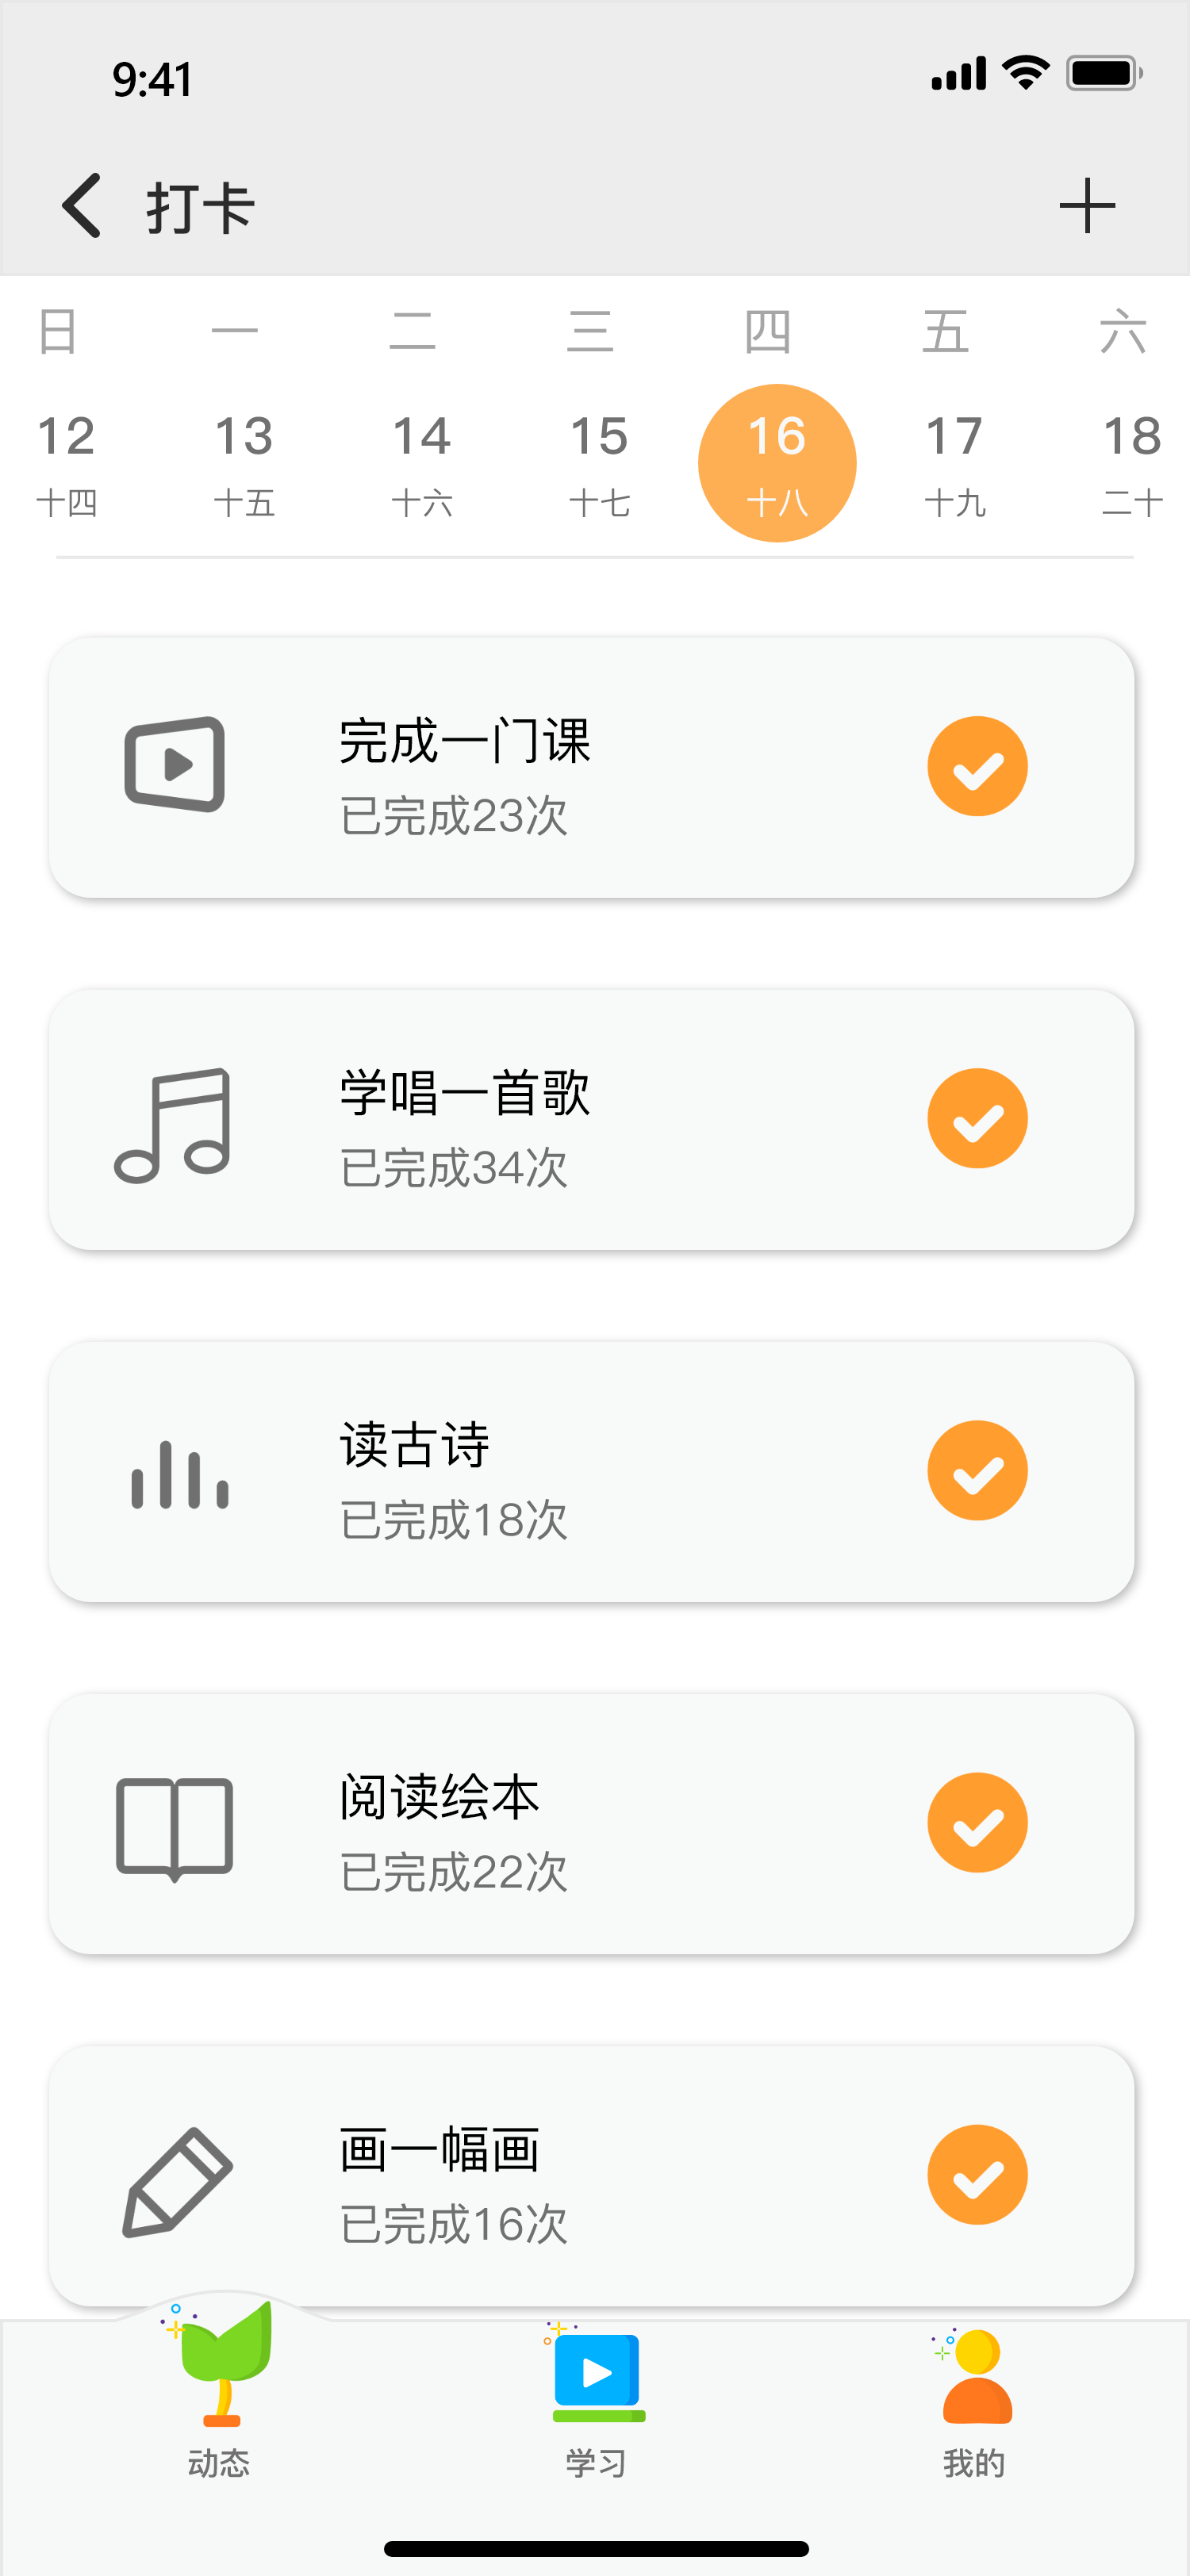 9:41
打卡
日 一 二 三 四 五 六
12 13 14 15 16 17 18
十四 十五 十六 十七 十八 十九 二十
完成一门课
已完成23次
学唱一首歌
已完成34次
读古诗
已完成18次
阅读绘本
已完成22次
画一幅画
已完成16次
动态 学习 我的